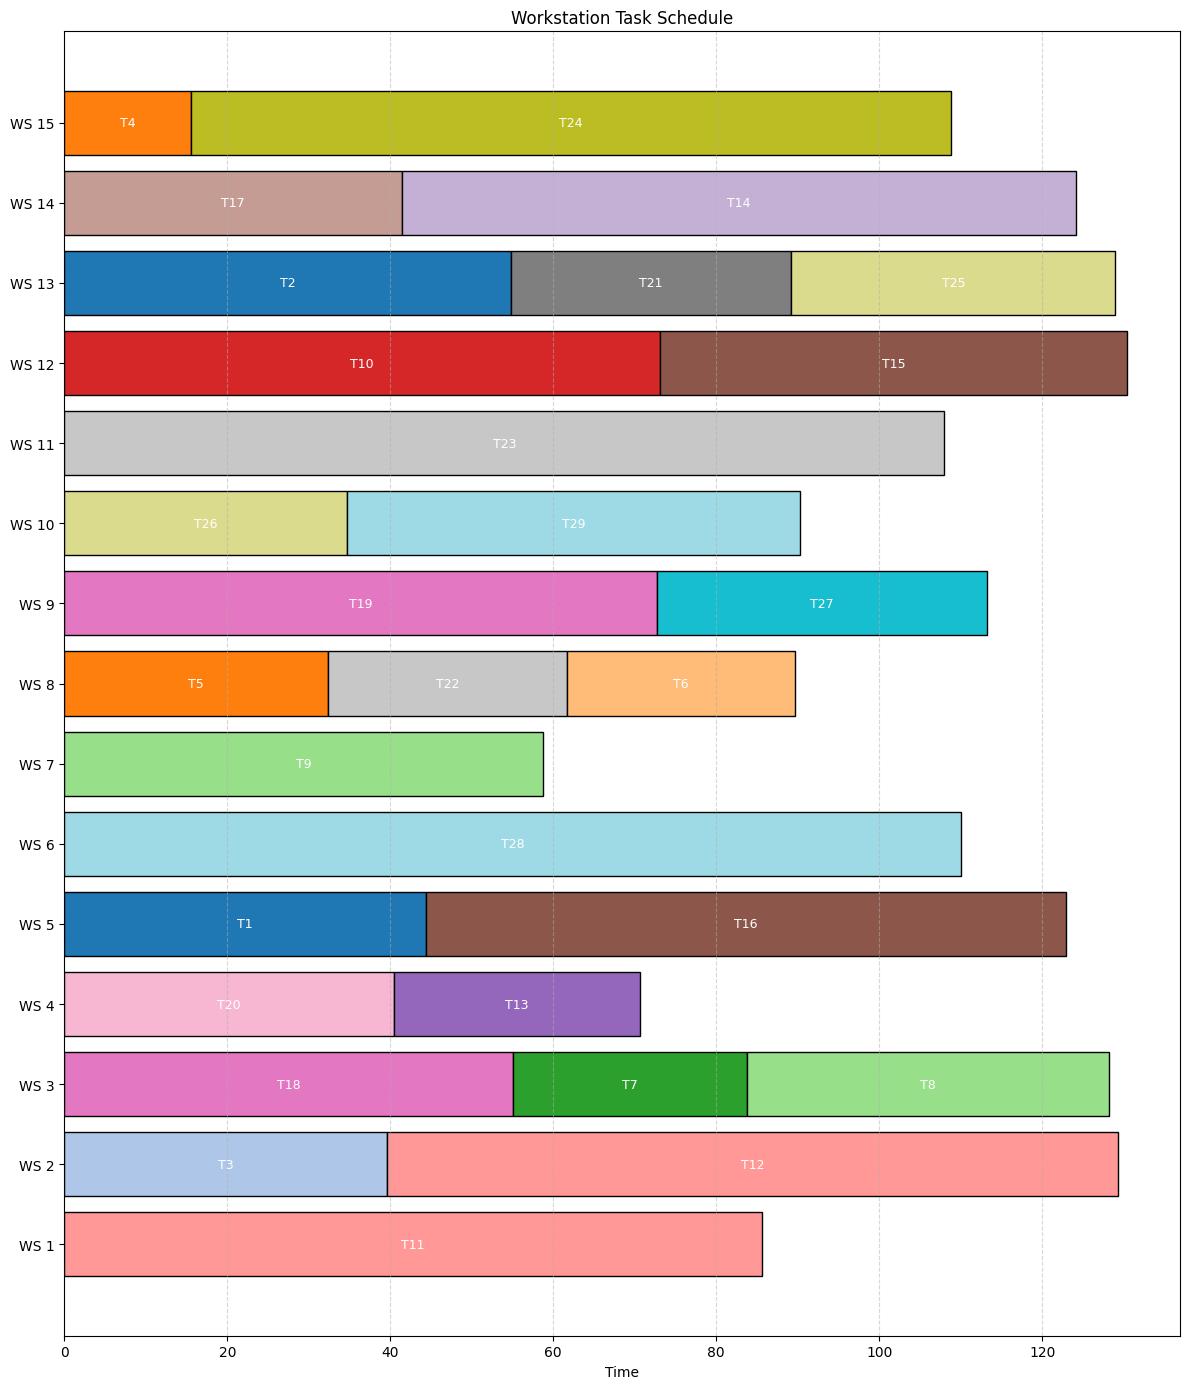 Workstation Task Schedule
WS 15 T4 T24
WS 14 T17 T14
WS 13 T2 T21 T25
WS 12 T10 T15
WS 11 T23
WS 10 T26 T29
WS 9 T19 T27
WS 8 T5 T22 T6
WS 7 T9
WS 6 T28
WS 5 T1 T16
WS 4 T20 T13
WS 3 T18 T7 T8
WS 2 T3 T12
WS 1 T11
0 20 40 60 80 100 120
Time